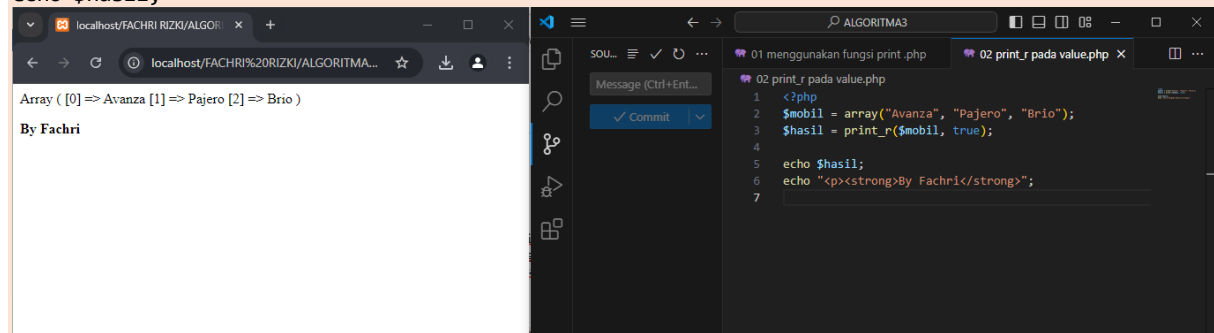 echo $hasil;
localhost/FACHRI RIZKI/ALGORI
localhost/FACHRI%20RIZKI/ALGORITMA...
Array ( [0] => Avanza [1] => Pajero [2] => Brio )
By Fachri
ALGORITMA3
SOU...
Message (Ctrl+Ent...
Commit
01 menggunakan fungsi print .php
02 print_r pada value.php
02 print_r pada value.php
1 <?php
2 $mobil = array("Avanza", "Pajero", "Brio");
3 $hasil = print_r($mobil, true);
4
5 echo $hasil;
6 echo "<p><strong>By Fachri</strong>";
7